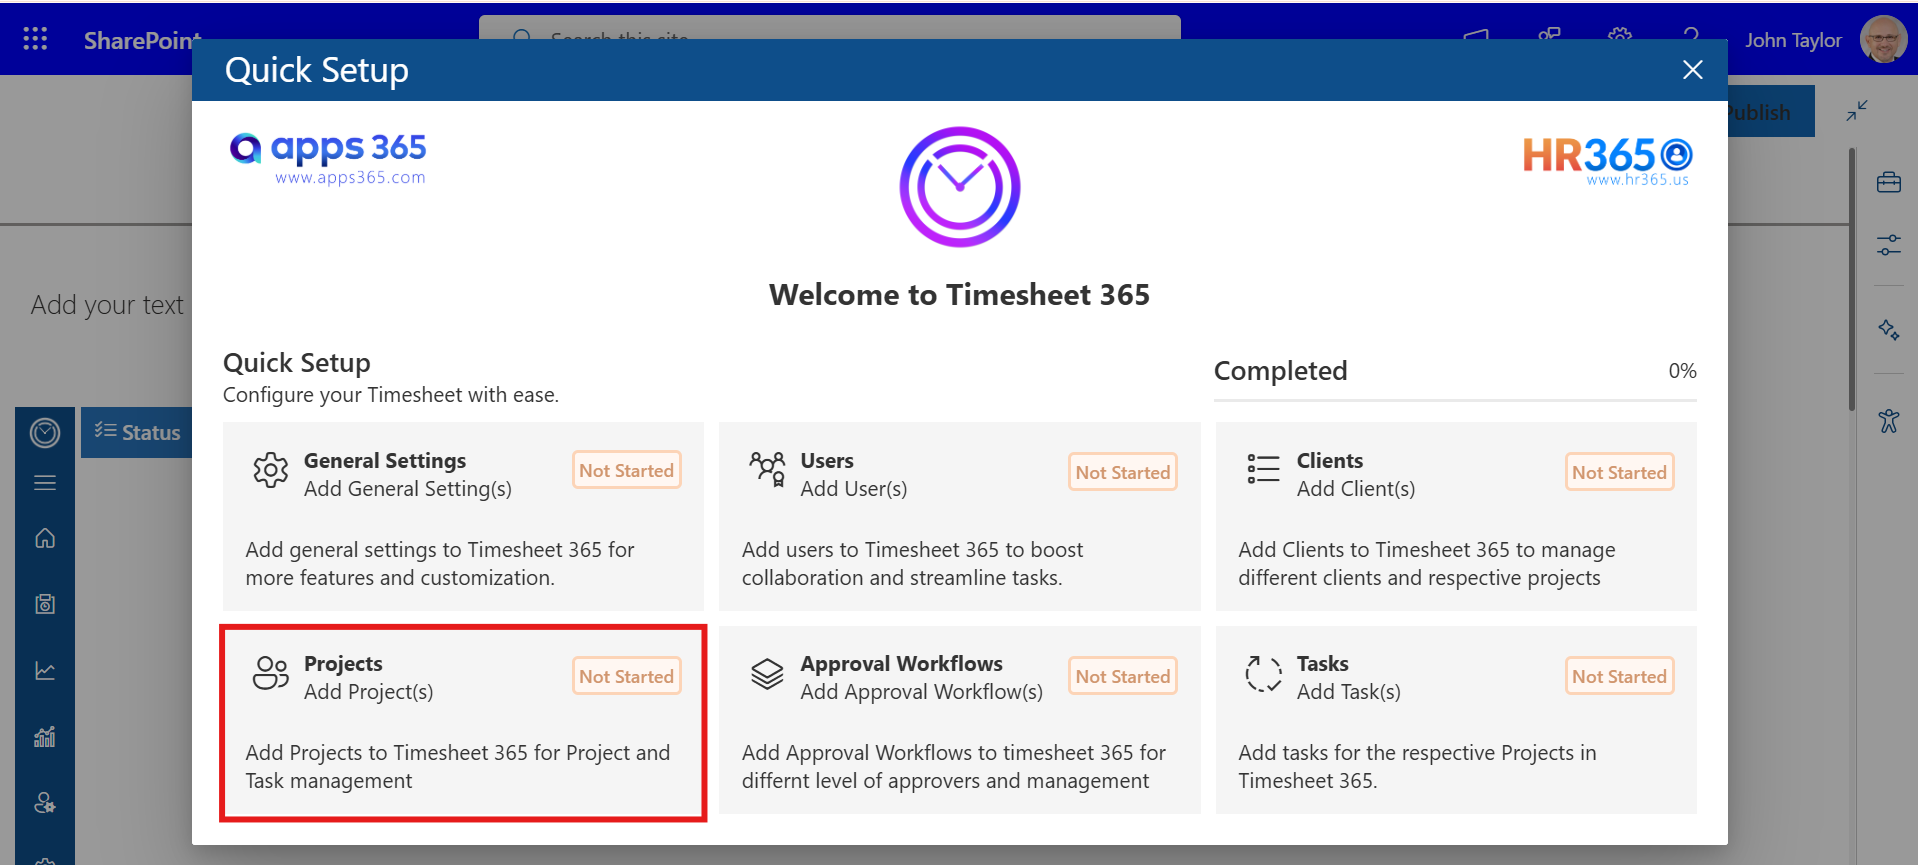 SharePoint
Search this site
John Taylor
Quick Setup
Publish
apps 365
www.apps365.com
HR365
www.hr365.us
Welcome to Timesheet 365
Add your text
Quick Setup
Configure your Timesheet with ease.
Completed
0%
Status
General Settings
Add General Setting(s)
Not Started
Add general settings to Timesheet 365 for
more features and customization.
Users
Add User(s)
Not Started
Add users to Timesheet 365 to boost
collaboration and streamline tasks.
Clients
Add Client(s)
Not Started
Add Clients to Timesheet 365 to manage
different clients and respective projects
Projects
Add Project(s)
Not Started
Add Projects to Timesheet 365 for Project and
Task management
Approval Workflows
Add Approval Workflow(s)
Not Started
Add Approval Workflows to timesheet 365 for
differnt level of approvers and management
Tasks
Add Task(s)
Not Started
Add tasks for the respective Projects in
Timesheet 365.